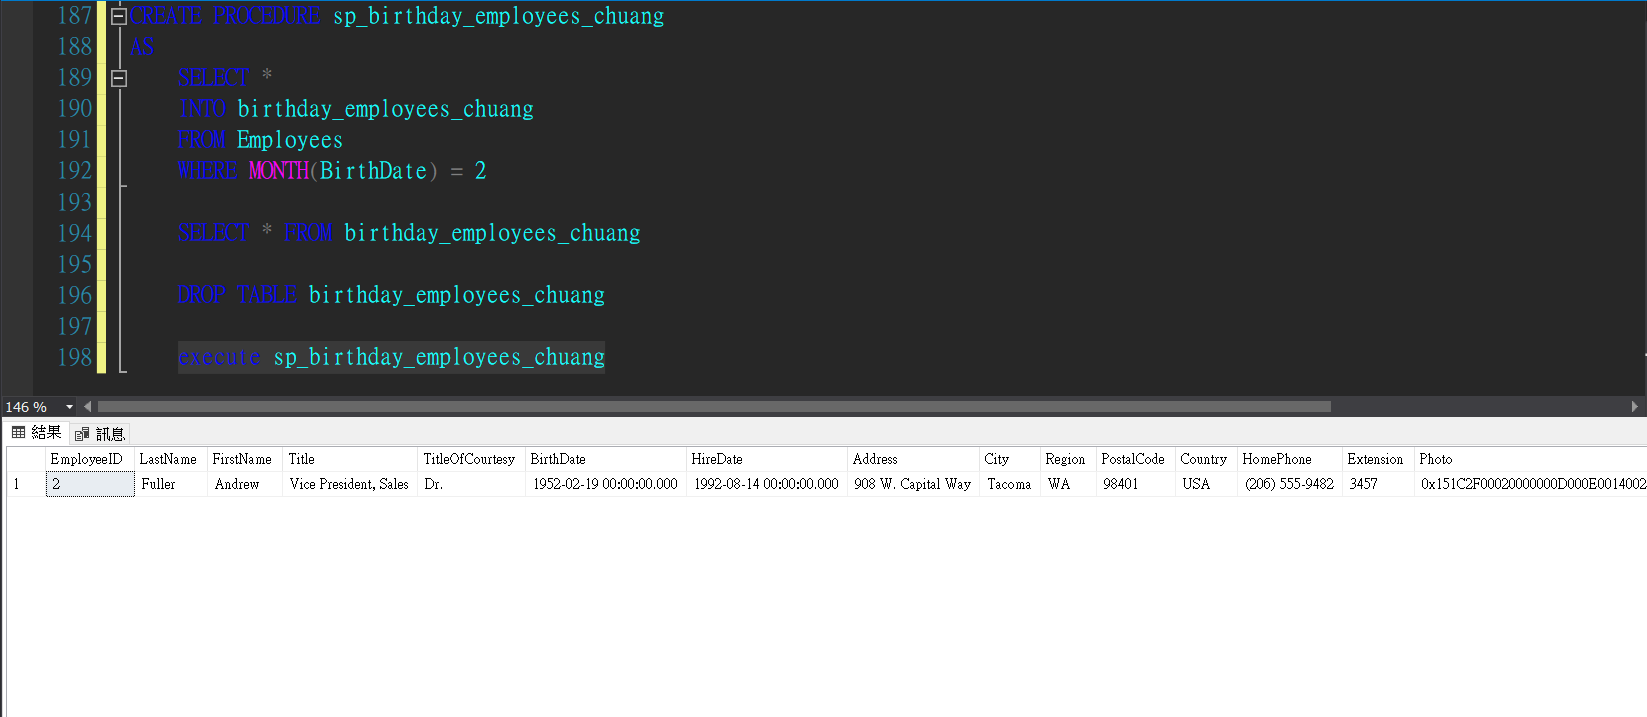 187 CREATE PROCEDURE sp_birthday_employees_chuang
188 AS
189 SELECT *
190 INTO birthday_employees_chuang
191 FROM Employees
192 WHERE MONTH(BirthDate) = 2
193
194 SELECT * FROM birthday_employees_chuang
195
196 DROP TABLE birthday_employees_chuang
197
198 execute sp_birthday_employees_chuang
146 %
結果 訊息
EmployeeID LastName FirstName Title TitleOfCourtesy BirthDate HireDate Address City Region PostalCode Country HomePhone Extension Photo
1 2 Fuller Andrew Vice President, Sales Dr. 1952-02-19 00:00:00.000 1992-08-14 00:00:00.000 908 W. Capital Way Tacoma WA 98401 USA (206) 555-9482 3457 0x151C2F00020000000D000E0014002